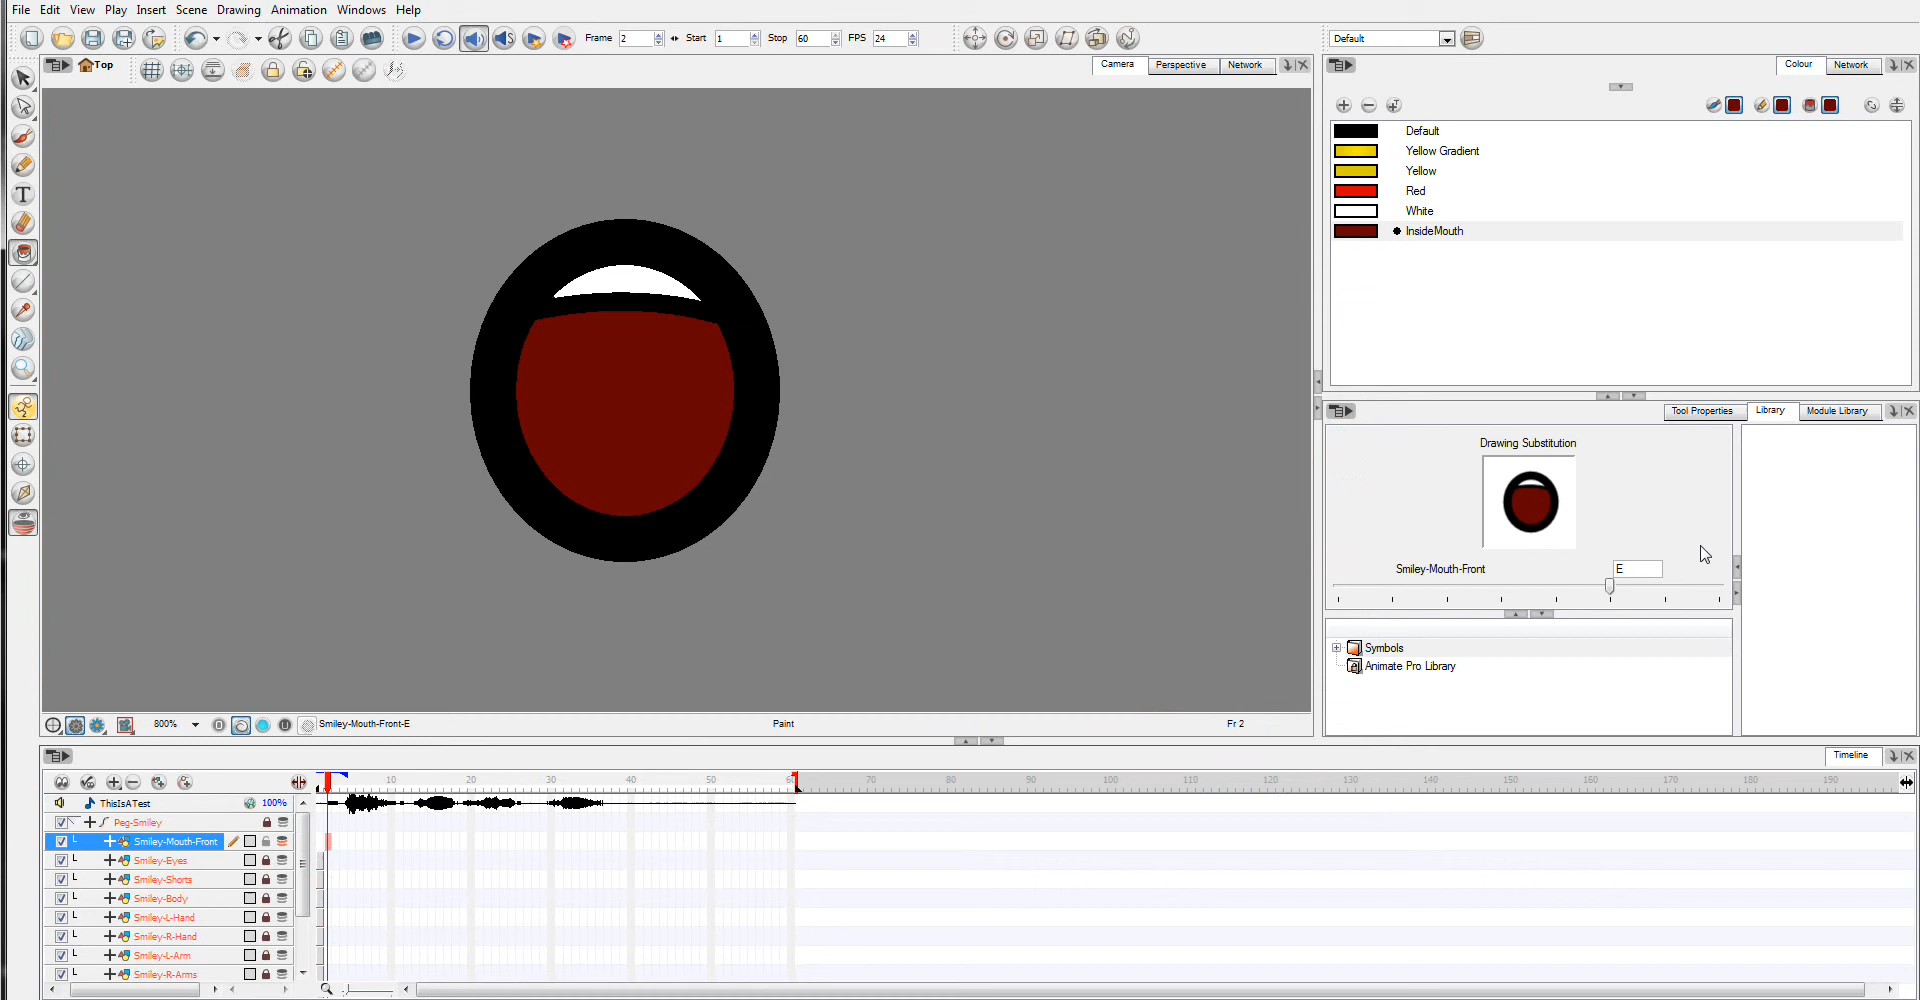 File Edit View Play Insert Scene Drawing Animation Windows Help
Frame 2 Start 1 Stop 60 FPS 24
Default
Top
Camera Perspective Network
Colour Network
Default
Yellow Gradient
Yellow
Red
White
InsideMouth
Tool Properties Library Module Library
Drawing Substitution
Smiley-Mouth-Front E
Symbols
Animate Pro Library
800% Smiley-Mouth-Front-E Paint Fr 2
Timeline
10 20 30 40 50 60 70 80 90 100 110 120 130 140 150 160 170 180 190
ThisIsATest 100%
Peg-Smiley
Smiley-Mouth-Front
Smiley-Eyes
Smiley-Shorts
Smiley-Body
Smiley-L-Hand
Smiley-R-Hand
Smiley-L-Arm
Smiley-R-Arms